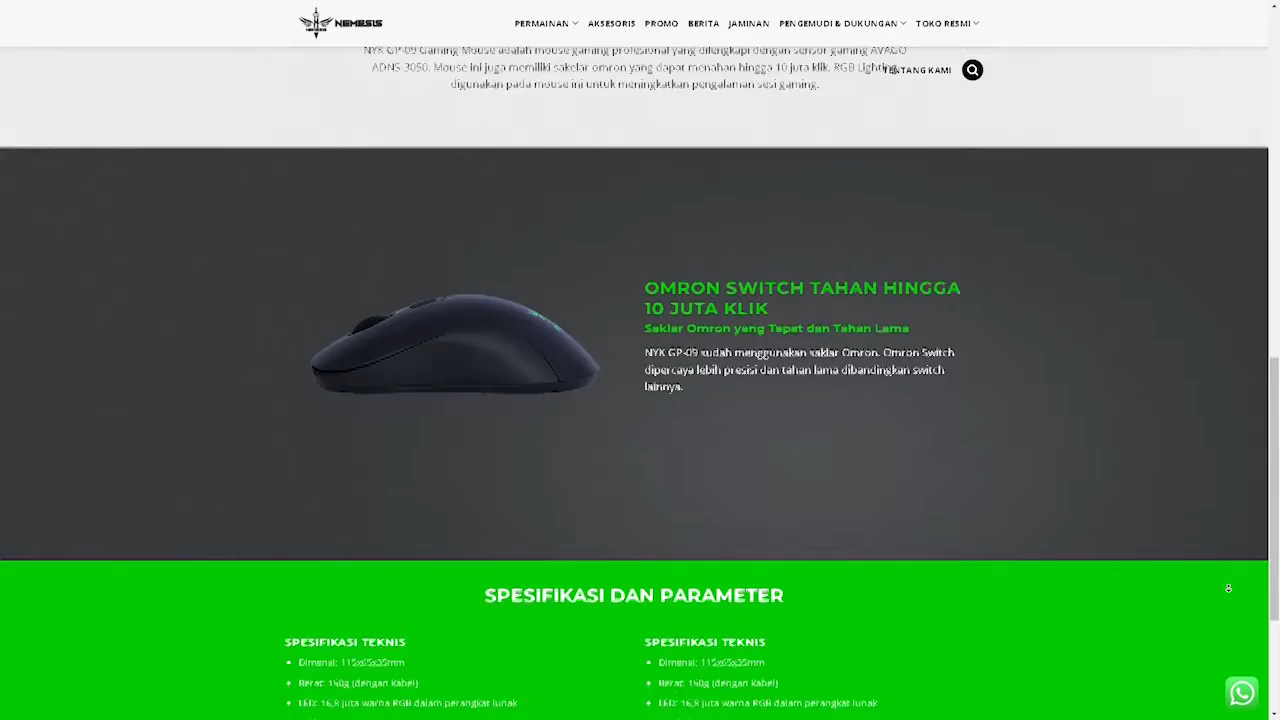 NEMESIS
PERMAINAN AKSESORIS PROMO BERITA JAMINAN PENGEMUDI & DUKUNGAN TOKO RESMI
NYK GP-09 Gaming Mouse adalah mouse gaming profesional yang dilengkapi dengan sensor gaming AVAGO
ADNS-3050. Mouse ini juga memiliki sakelar omron yang dapat menahan hingga 10 juta klik. RGB Lighting
TENTANG KAMI
digunakan pada mouse ini untuk meningkatkan pengalaman sesi gaming.
OMRON SWITCH TAHAN HINGGA
10 JUTA KLIK
Saklar Omron yang Tepat dan Tahan Lama
NYK GP-09 sudah menggunakan saklar Omron. Omron Switch
dipercaya lebih presisi dan tahan lama dibandingkan switch
lainnya.
SPESIFIKASI DAN PARAMETER
SPESIFIKASI TEKNIS
Dimensi: 115x65x35mm
Berat: 150g (dengan kabel)
LED: 16,8 juta warna RGB dalam perangkat lunak
SPESIFIKASI TEKNIS
Dimensi: 115x65x35mm
Berat: 150g (dengan kabel)
LED: 16,8 juta warna RGB dalam perangkat lunak